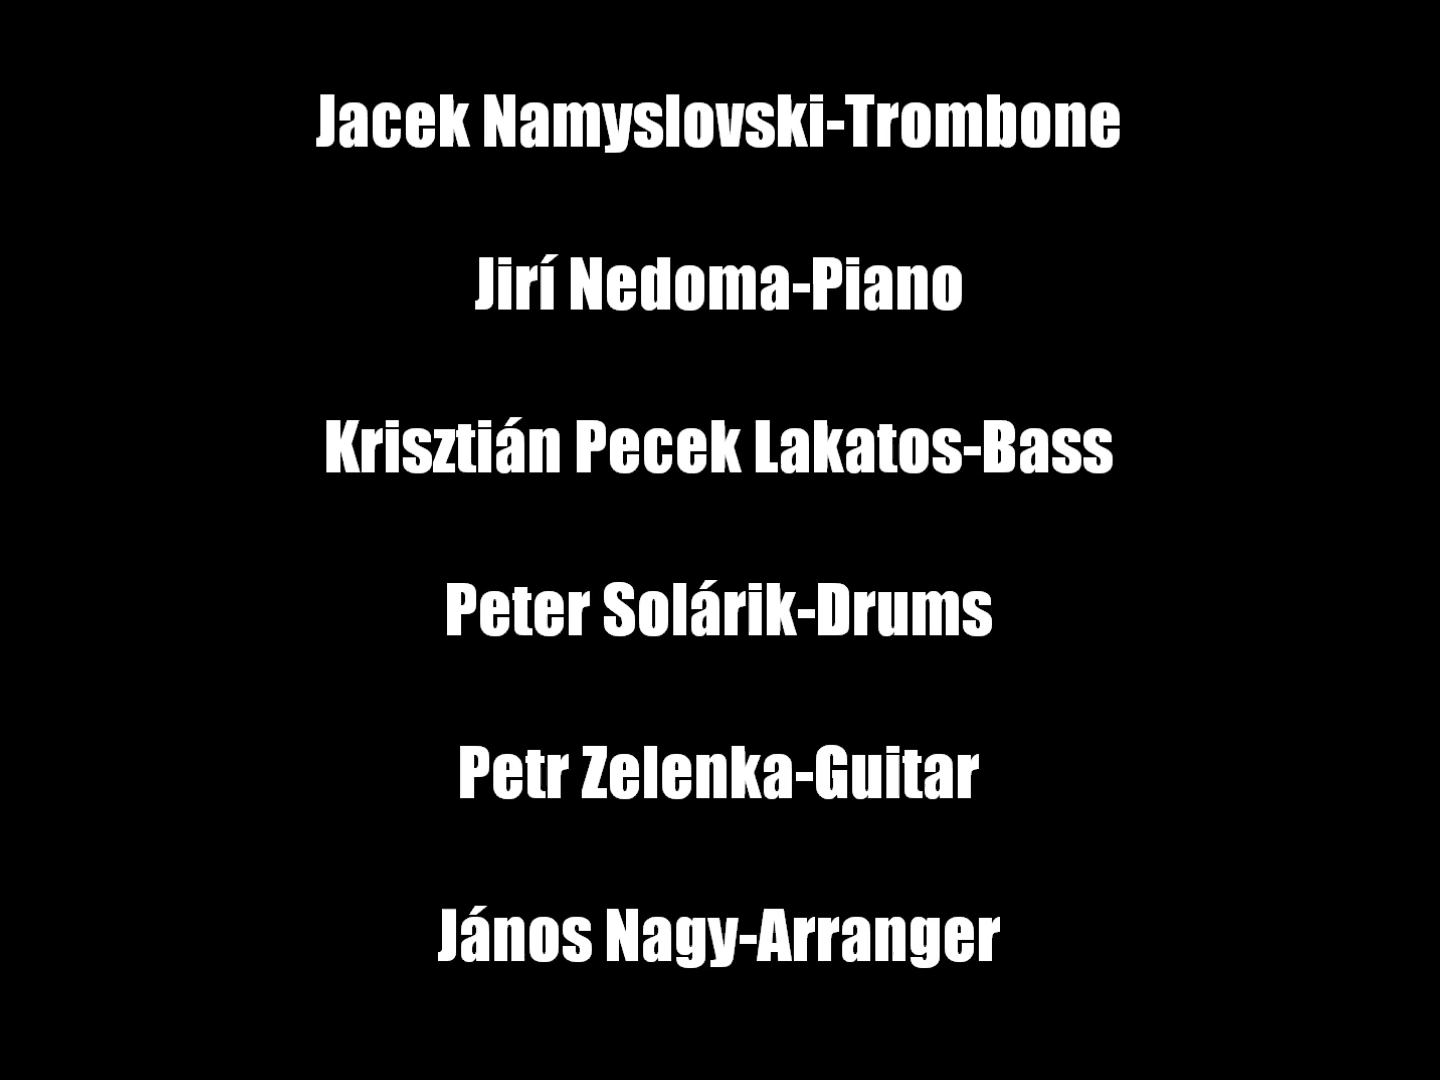 Jacek Namyslovski-Trombone
Jirí Nedoma-Piano
Krisztián Pecek Lakatos-Bass
Peter Solárik-Drums
Petr Zelenka-Guitar
János Nagy-Arranger